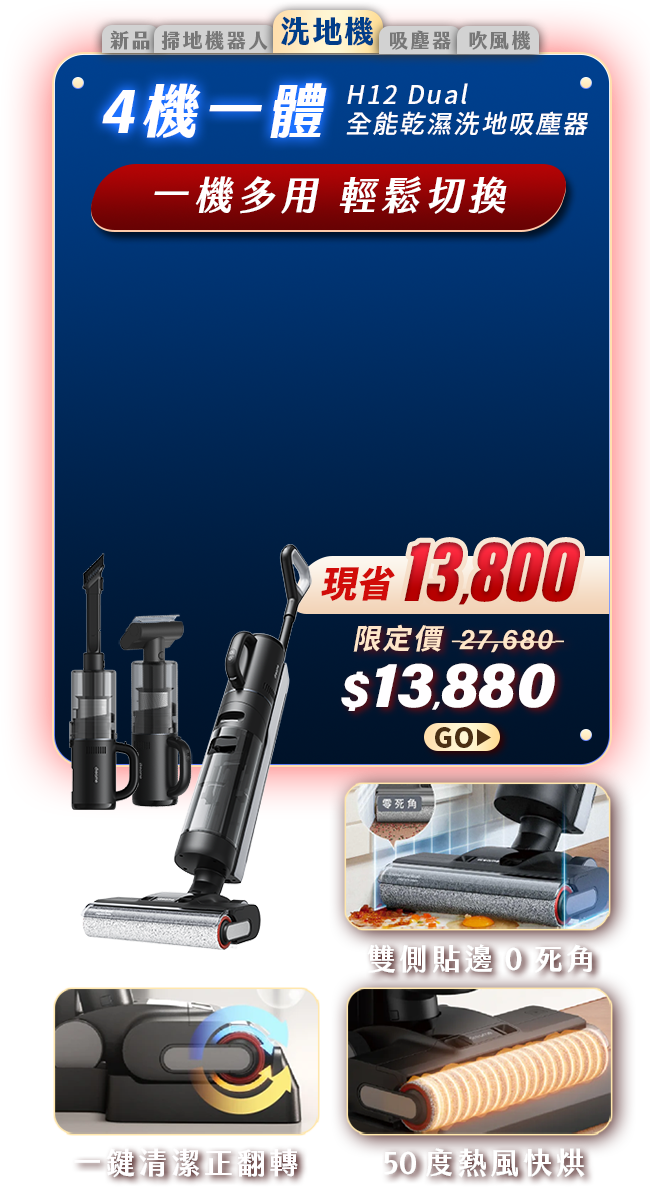 新品 掃地機器人 洗地機 吸塵器 吹風機
4機一體
H12 Dual
全能乾濕洗地吸塵器
一機多用 輕鬆切換
現省 13,800
限定價 27,680
$13,880
GO▶
零死角
雙側貼邊 0 死角
一鍵清潔正翻轉
50 度熱風快烘